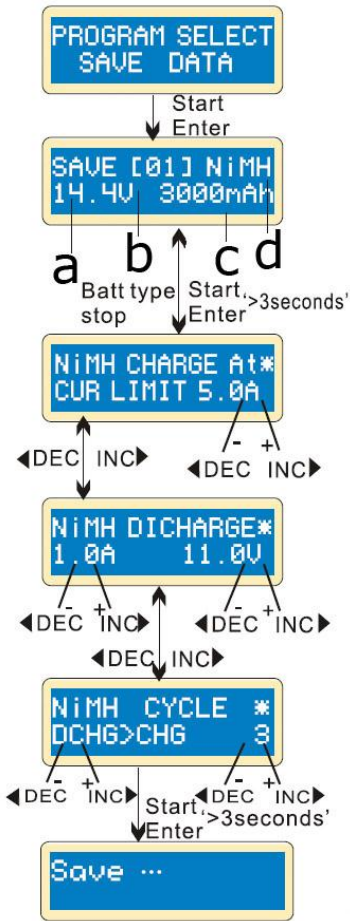 PROGRAM SELECT
SAVE DATA
Start
Enter
SAVE [01] NiMH
14.4V 3000mAh
a b c d
Batt type
stop
Start
Enter '>3seconds'
NiMH CHARGE At*
CUR LIMIT 5.0A
- +
◀DEC INC▶
◀DEC INC▶
NiMH DICHARGE*
1.0A 11.0V
- + - +
◀DEC INC▶ ◀DEC INC▶
◀DEC INC▶
NiMH CYCLE *
DCHG>CHG 3
- + - +
◀DEC INC▶ ◀DEC INC▶
Start
Enter '>3seconds'
Save ...